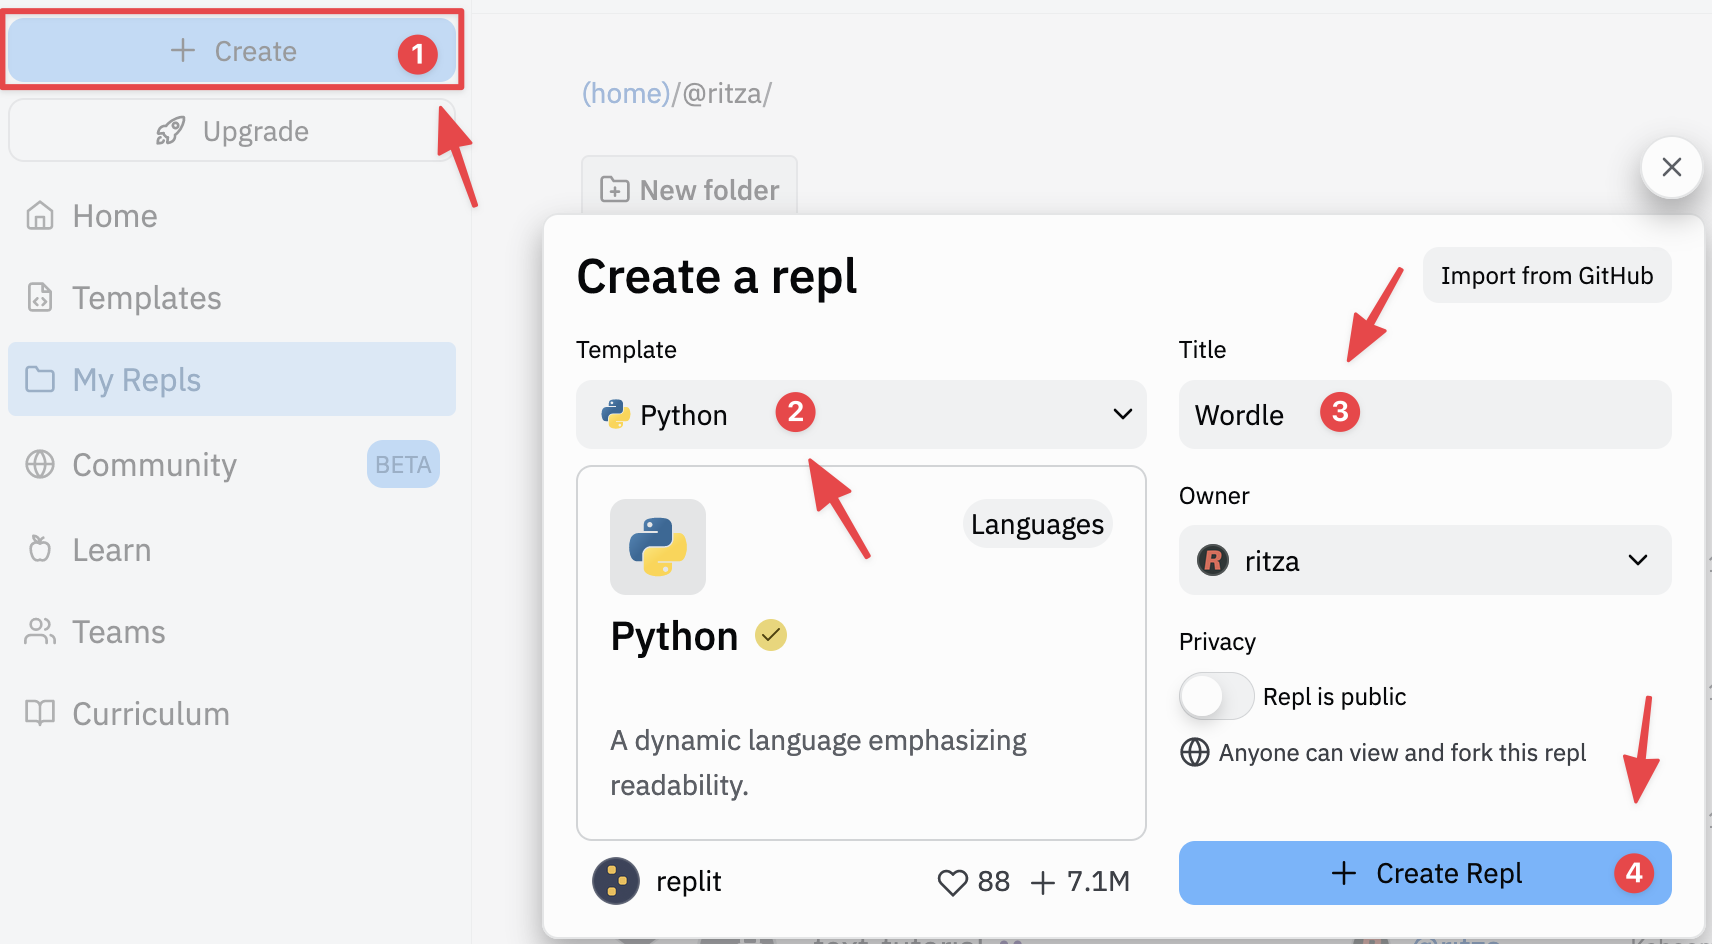 Create
1
Upgrade
Home
Templates
My Repls
Community
BETA
Learn
Teams
Curriculum
(home)/@ritza/
New folder
Create a repl
Import from GitHub
Template
Python
2
Languages
Python
A dynamic language emphasizing
readability.
replit
88
7.1M
Title
Wordle
3
Owner
R
ritza
Privacy
Repl is public
Anyone can view and fork this repl
Create Repl
4